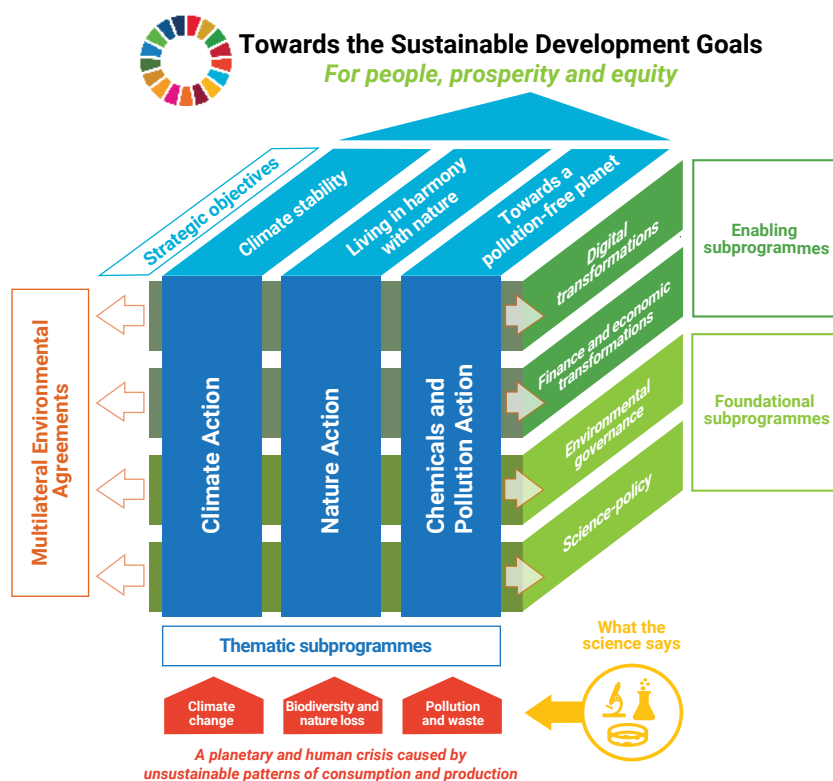 Towards the Sustainable Development Goals
For people, prosperity and equity
Strategic objectives
Climate stability
Living in harmony
with nature
Towards a
pollution-free planet
Digital
transformations
Finance and economic
transformations
Environmental
governance
Science-policy
Enabling
subprogrammes
Foundational
subprogrammes
Multilateral Environmental
Agreements
Climate Action
Nature Action
Chemicals and
Pollution Action
Thematic subprogrammes
What the
science says
Climate
change
Biodiversity and
nature loss
Pollution
and waste
A planetary and human crisis caused by
unsustainable patterns of consumption and production